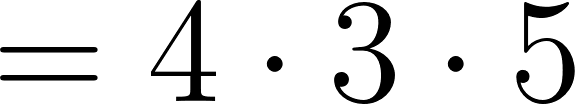 = 4 · 3 · 5